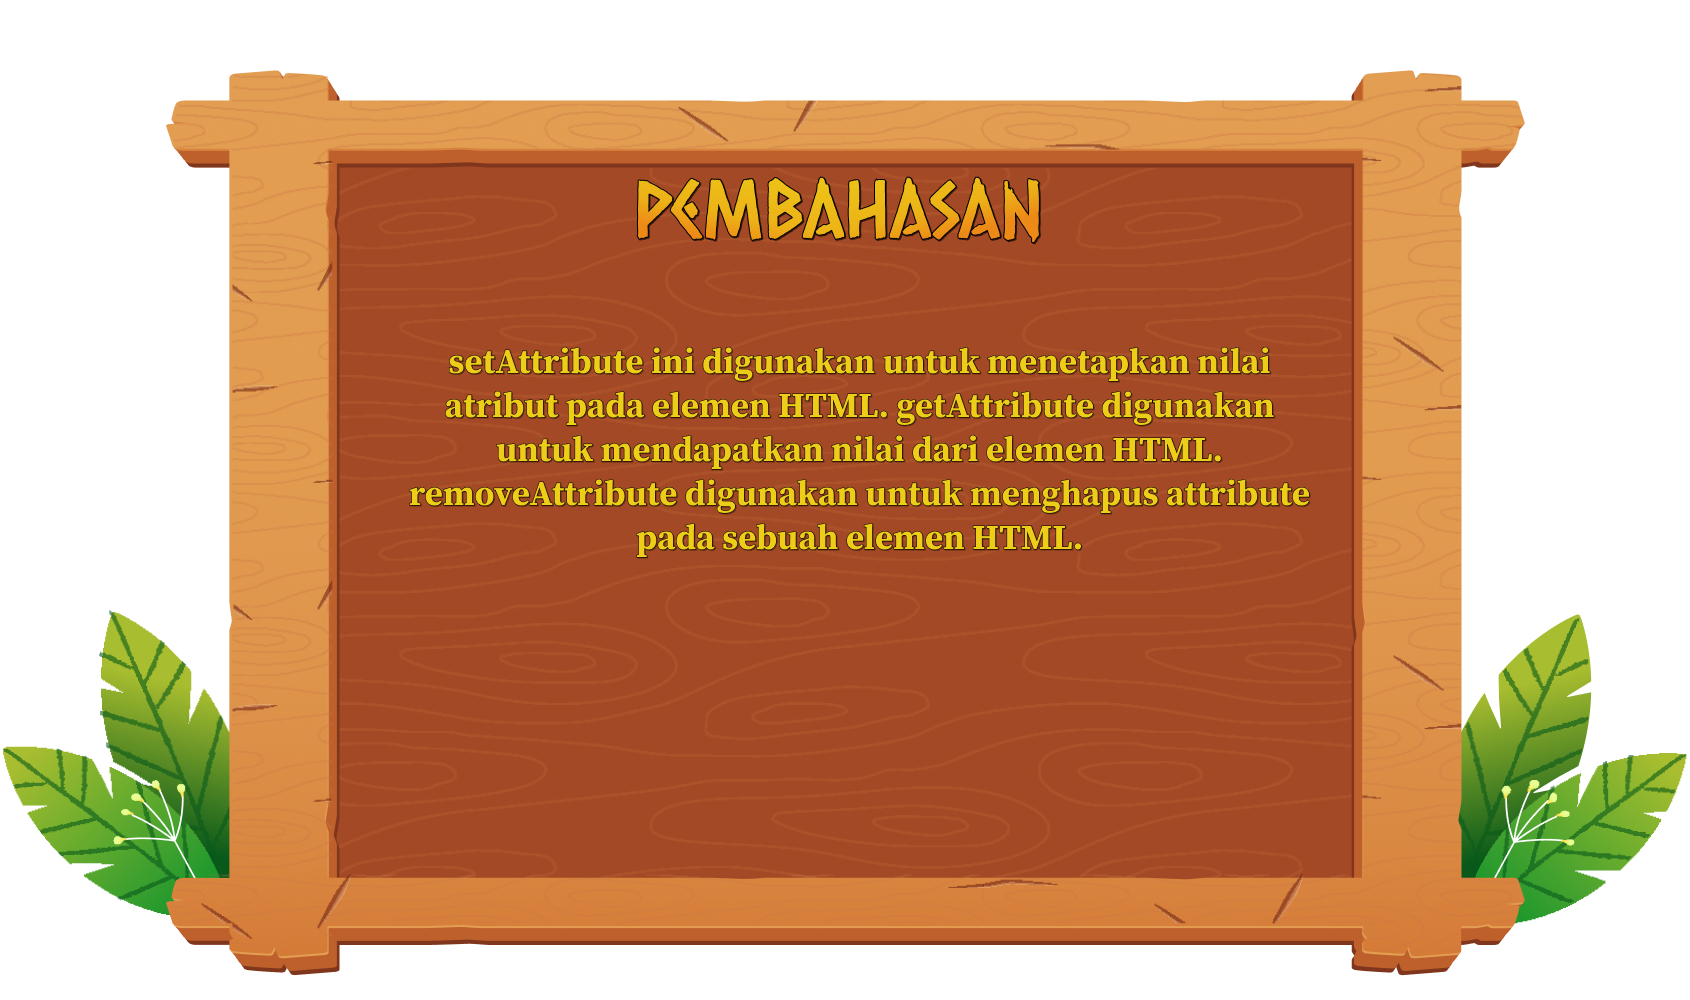 PEMBAHASAN
setAttribute ini digunakan untuk menetapkan nilai
atribut pada elemen HTML. getAttribute digunakan
untuk mendapatkan nilai dari elemen HTML.
removeAttribute digunakan untuk menghapus attribute
pada sebuah elemen HTML.